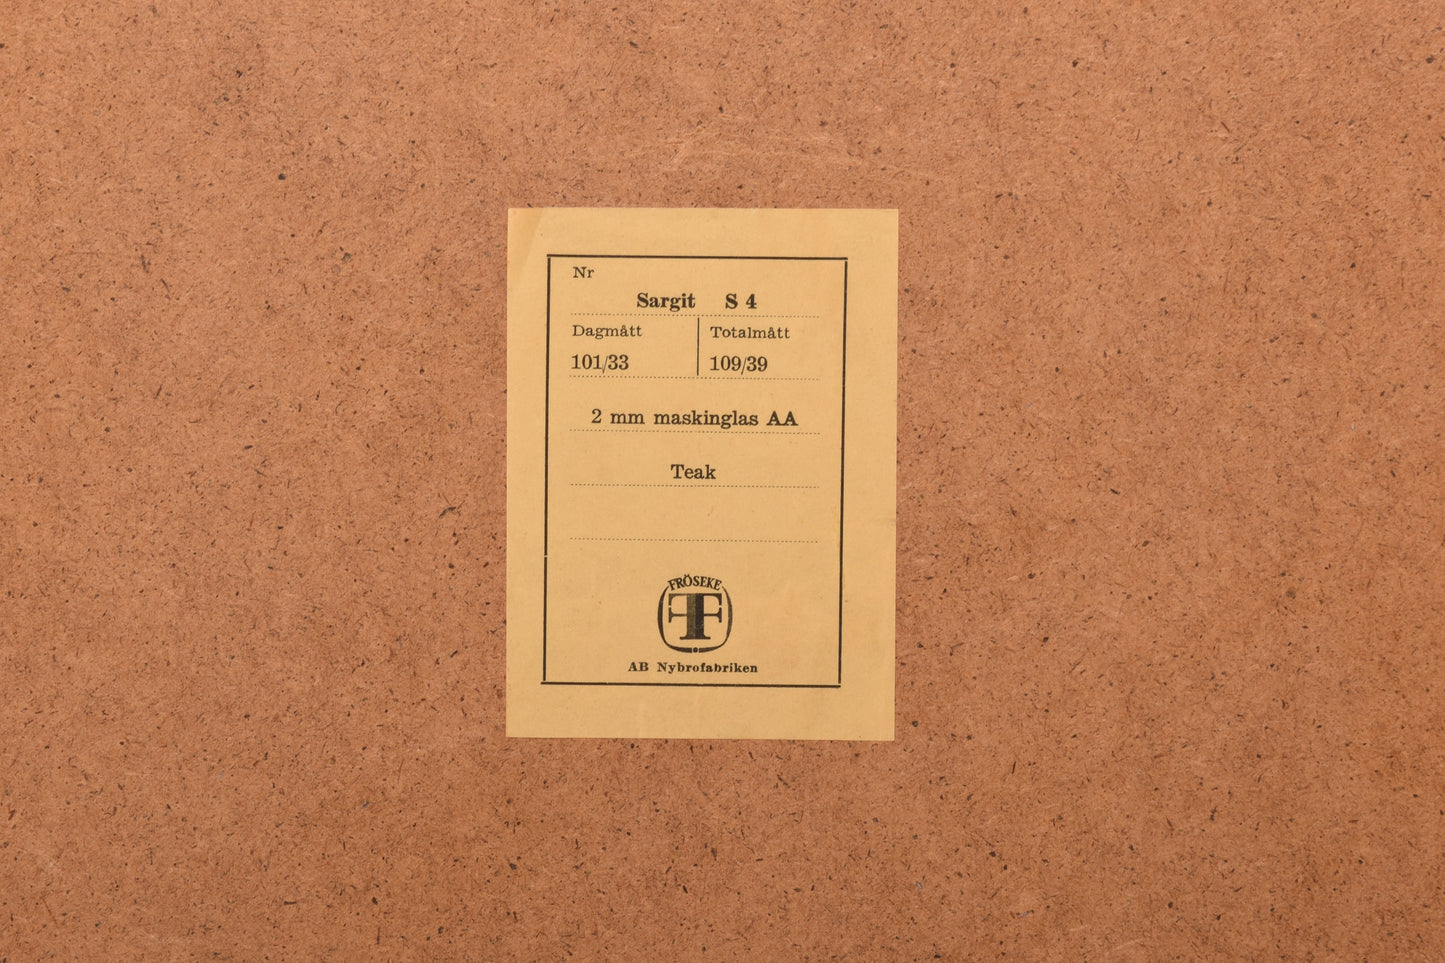 Nr
Sargit S 4
Dagmått Totalmått
101/33 109/39
2 mm maskinglas AA
Teak
FRÖSEKE
FF
AB Nybrofabriken